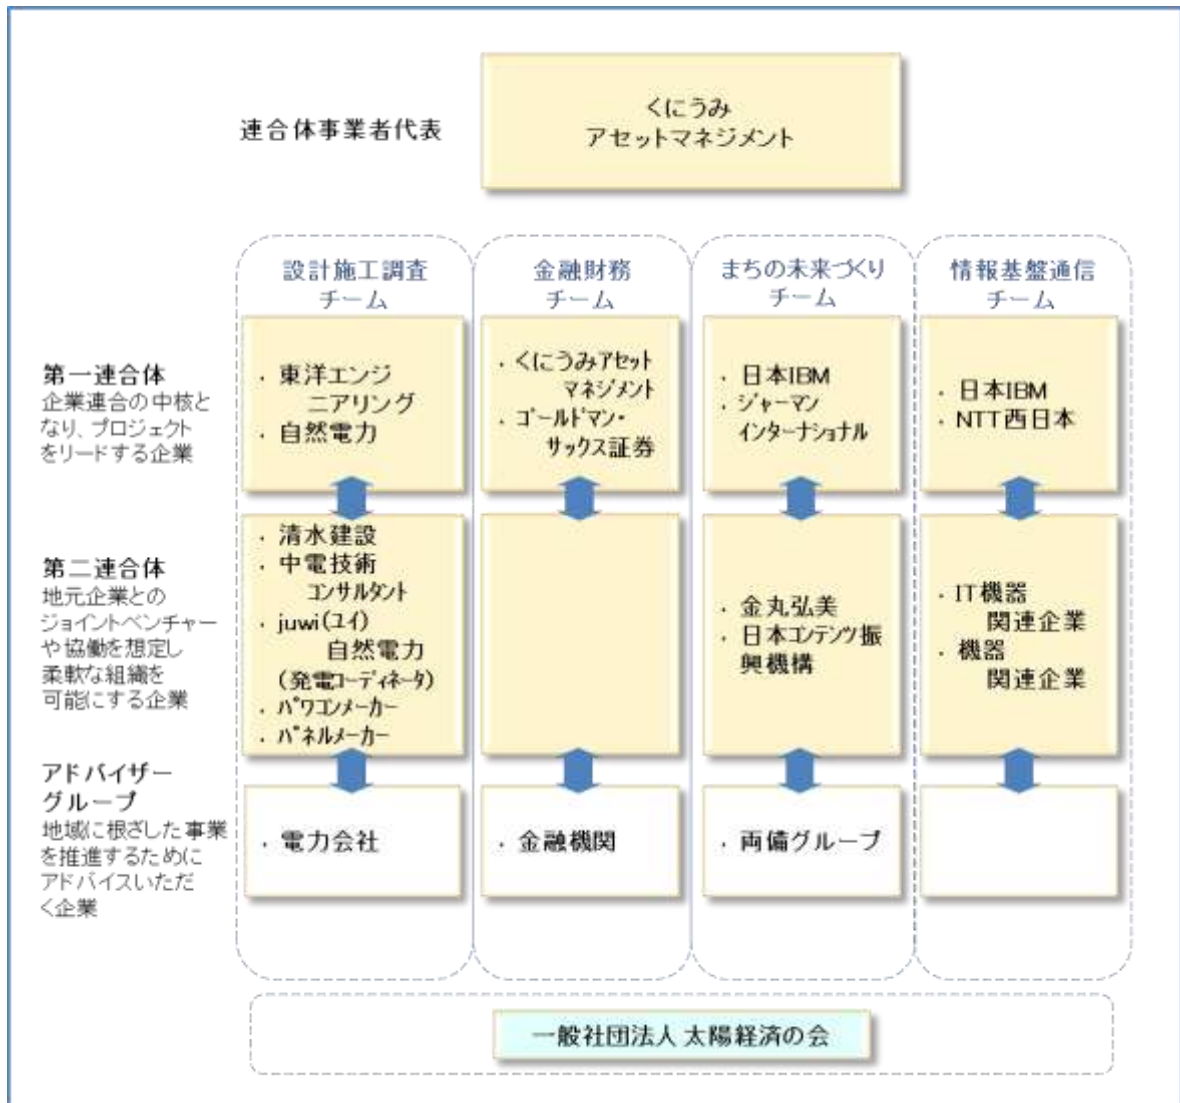 連合体事業者代表
くにうみ
アセットマネジメント
設計施工調査
チーム
金融財務
チーム
まちの未来づくり
チーム
情報基盤通信
チーム
第一連合体
企業連合の中核と
なり、プロジェクト
をリードする企業
・東洋エンジ
ニアリング
・自然電力
・くにうみアセット
マネジメント
・ゴールドマン・
サックス証券
・日本IBM
・ジャーマン
インターナショナル
・日本IBM
・NTT西日本
第二連合体
地元企業との
ジョイントベンチャー
や協働を想定し
柔軟な組織を
可能にする企業
・清水建設
・中電技術
コンサルタント
・juwi(ユイ)
自然電力
(発電コーディネータ)
・パワコンメーカー
・パネルメーカー
・金丸弘美
・日本コンテンツ振
興機構
・IT機器
関連企業
・機器
関連企業
アドバイザー
グループ
地域に根ざした事業
を推進するために
アドバイスいただ
く企業
・電力会社
・金融機関
・両備グループ
一般社団法人 太陽経済の会